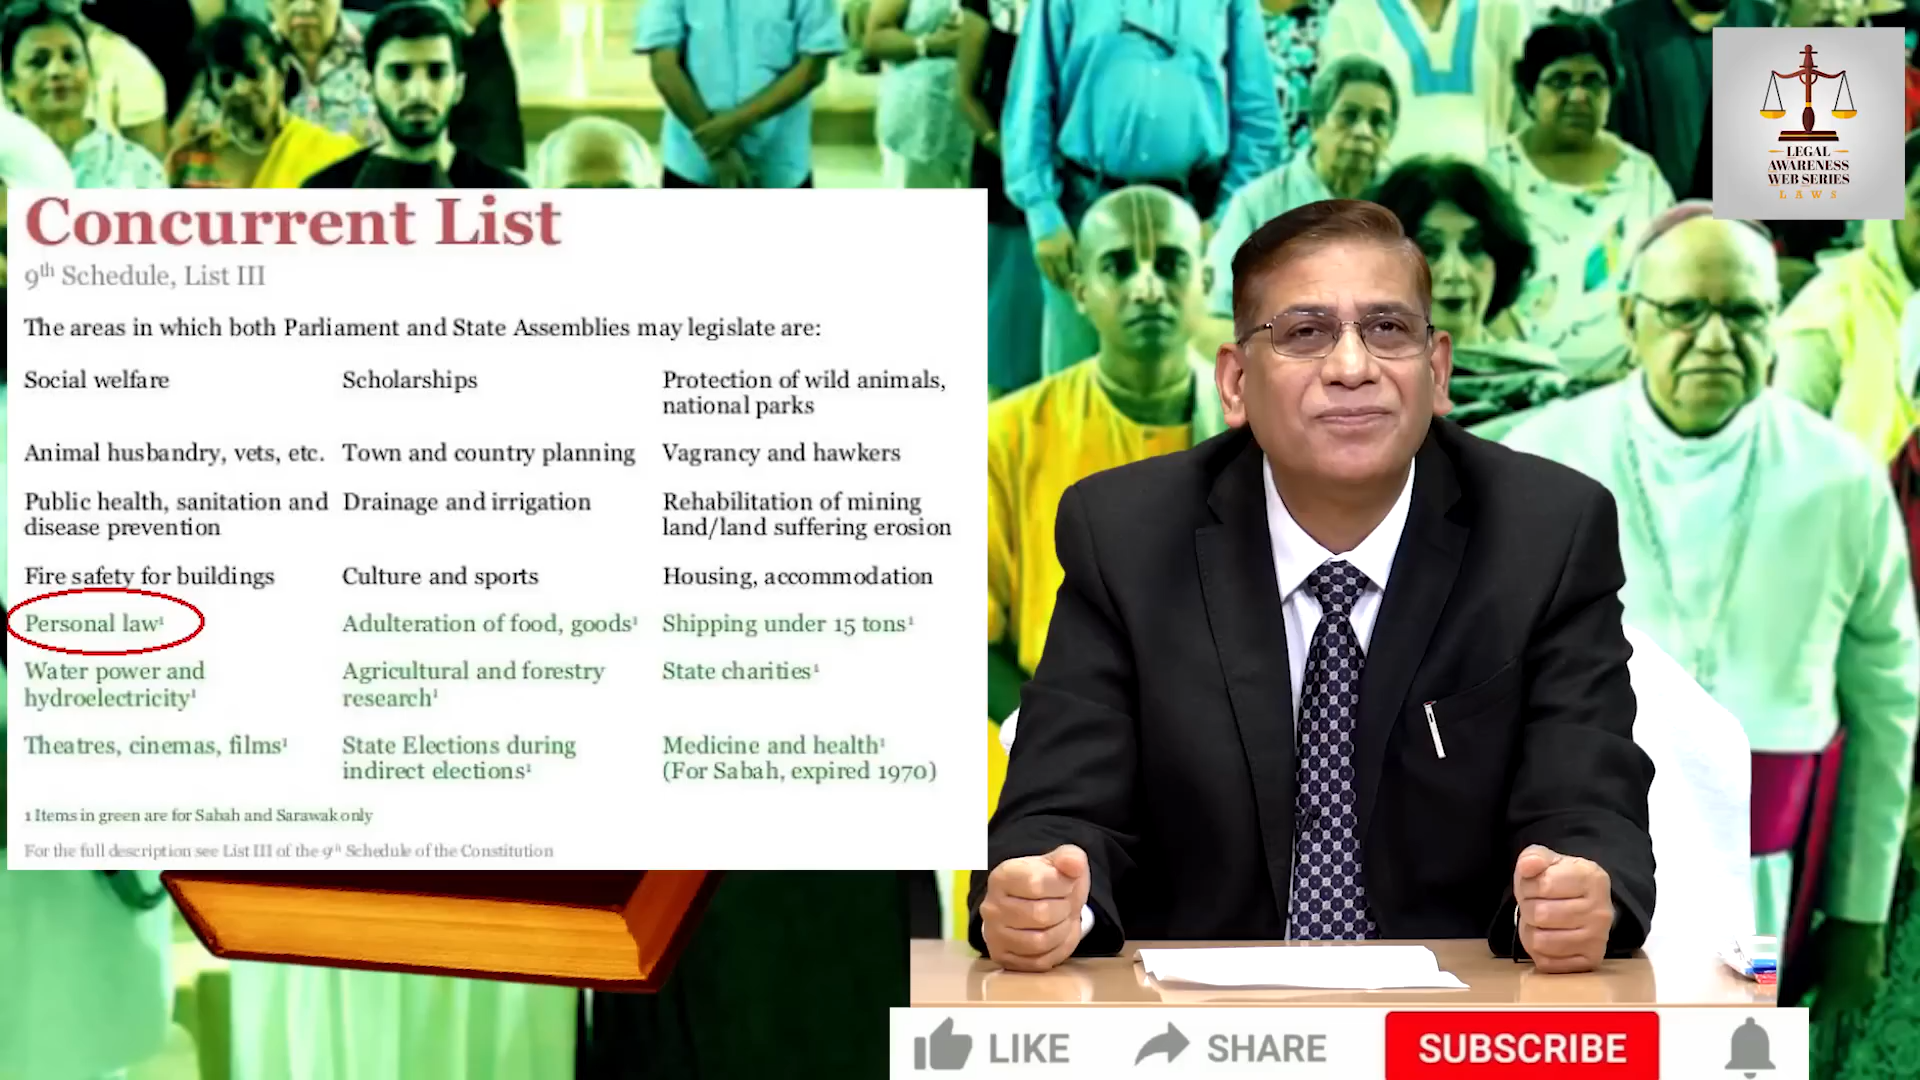 Concurrent List
9th Schedule, List III
The areas in which both Parliament and State Assemblies may legislate are:
Social welfare
Scholarships
Protection of wild animals,
national parks
Animal husbandry, vets, etc.
Town and country planning
Vagrancy and hawkers
Public health, sanitation and
disease prevention
Drainage and irrigation
Rehabilitation of mining
land/land suffering erosion
Fire safety for buildings
Culture and sports
Housing, accommodation
Personal law¹
Adulteration of food, goods¹
Shipping under 15 tons¹
Water power and
hydroelectricity¹
Agricultural and forestry
research¹
State charities¹
Theatres, cinemas, films¹
State Elections during
indirect elections¹
Medicine and health¹
(For Sabah, expired 1970)
1 Items in green are for Sabah and Sarawak only
For the full description see List III of the 9th Schedule of the Constitution
LEGAL
AWARENESS
WEB SERIES
LAWS
LIKE
SHARE
SUBSCRIBE